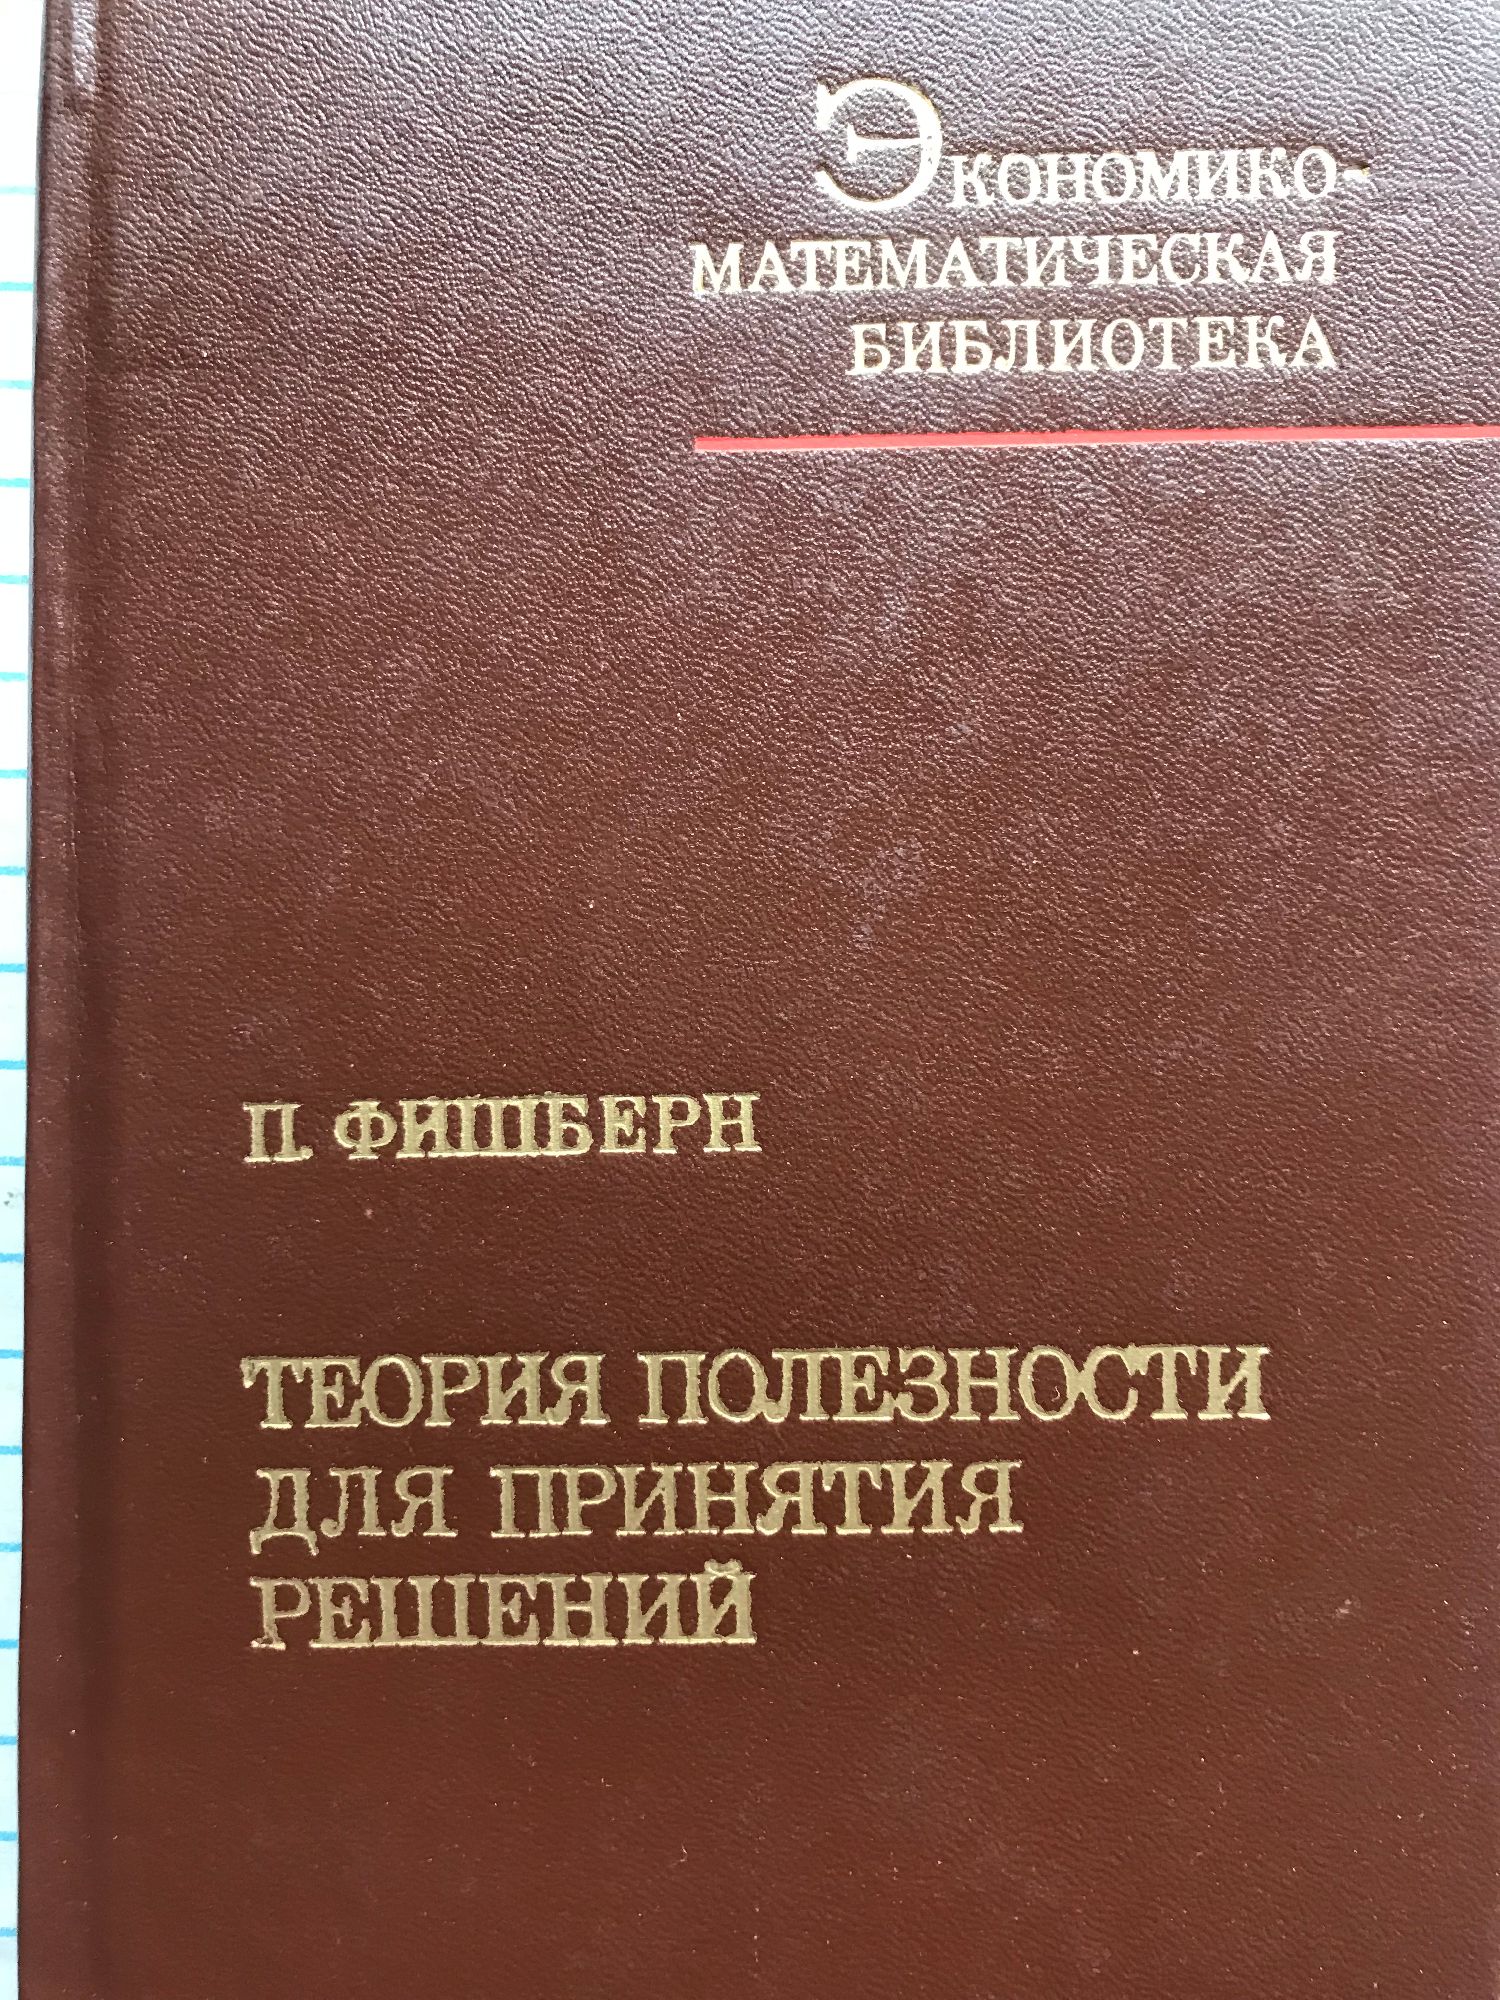 Экономико-
МАТЕМАТИЧЕСКАЯ
БИБЛИОТЕКА
П. ФИШБЕРН
ТЕОРИЯ ПОЛЕЗНОСТИ
ДЛЯ ПРИНЯТИЯ
РЕШЕНИЙ